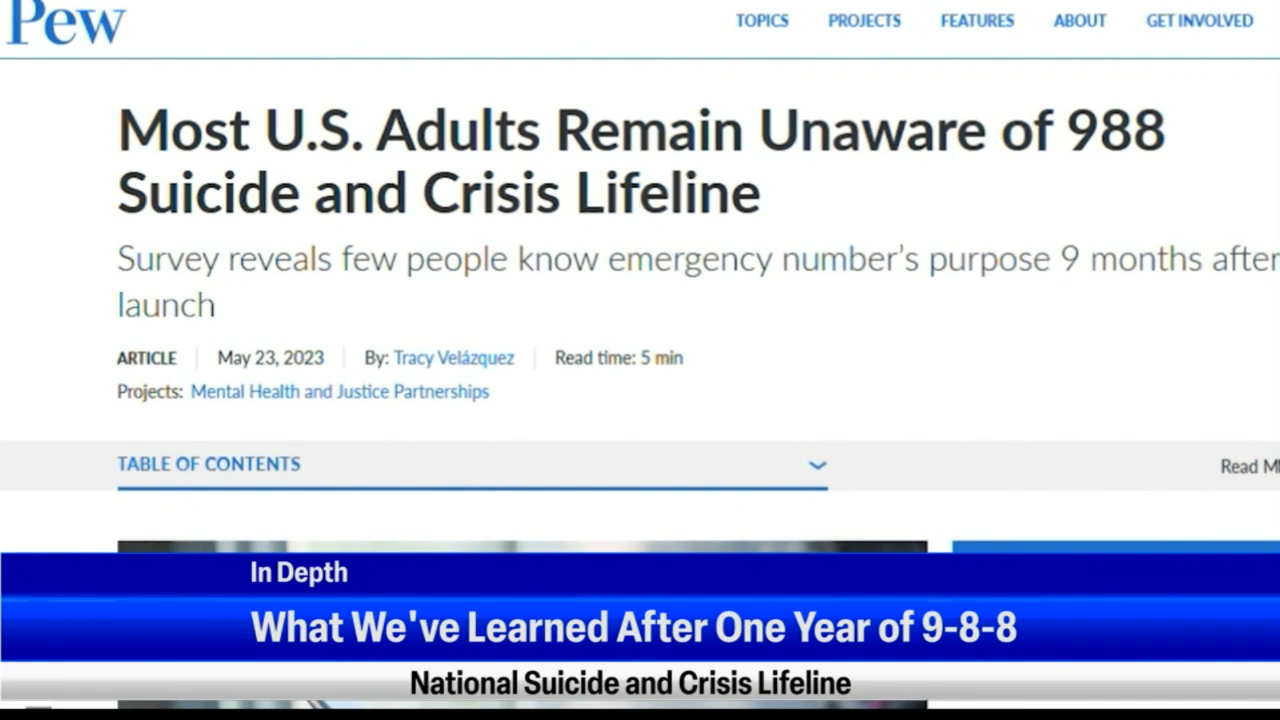 Pew
TOPICS PROJECTS FEATURES ABOUT GET INVOLVED
Most U.S. Adults Remain Unaware of 988
Suicide and Crisis Lifeline
Survey reveals few people know emergency number’s purpose 9 months after
launch
ARTICLE May 23, 2023 By: Tracy Velázquez Read time: 5 min
Projects: Mental Health and Justice Partnerships
TABLE OF CONTENTS
Read
In Depth
What We've Learned After One Year of 9-8-8
National Suicide and Crisis Lifeline